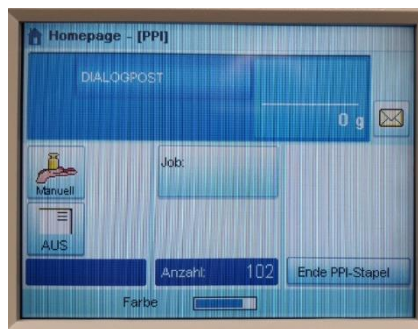 Homepage - [PPI]
DIALOGPOST
0 g
Manuell
Job:
AUS
Anzahl: 102
Ende PPI-Stapel
Farbe